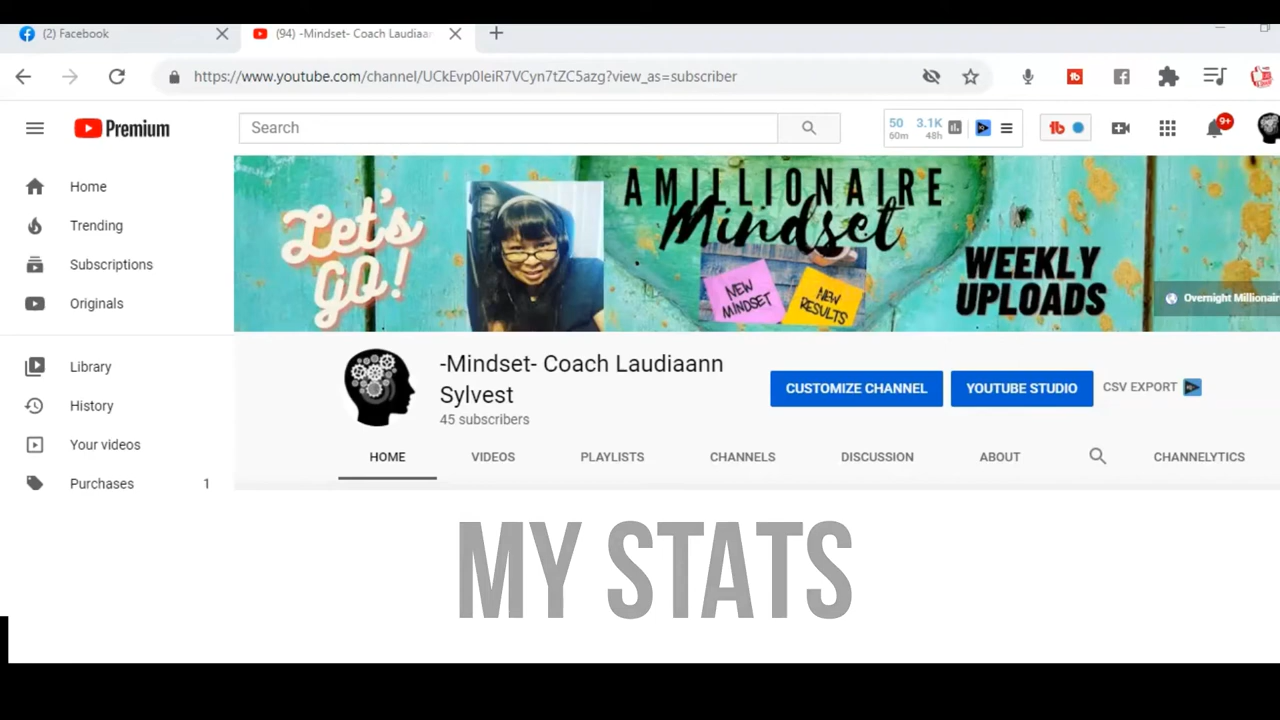 (2) Facebook
(94) -Mindset- Coach Laudiaan
https://www.youtube.com/channel/UCkEvp0leiR7VCyn7tZC5azg?view_as=subscriber
Premium
Search
50
60m
3.1K
48h
tb
9+
Home
Trending
Subscriptions
Originals
Library
History
Your videos
Purchases 1
Let's
GO!
A MILLIONAIRE
Mindset
NEW
MINDSET
NEW
RESULTS
WEEKLY
UPLOADS
Overnight Millionair
-Mindset- Coach Laudiaann
Sylvest
45 subscribers
CUSTOMIZE CHANNEL
YOUTUBE STUDIO
CSV EXPORT
HOME VIDEOS PLAYLISTS CHANNELS DISCUSSION ABOUT CHANNELYTICS
MY STATS